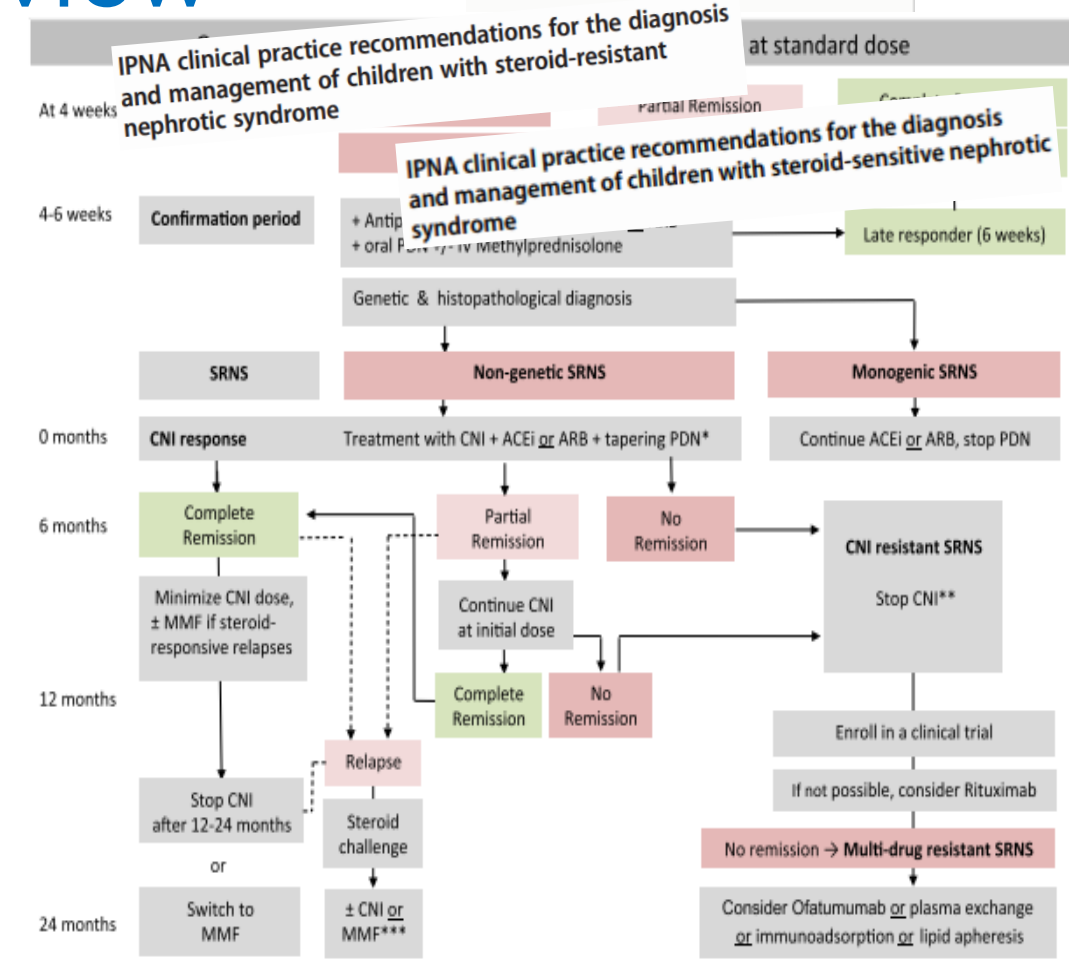 IPNA clinical practice recommendations for the diagnosis
and management of children with steroid-resistant
nephrotic syndrome
at standard dose
At 4 weeks
Partial Remission
IPNA clinical practice recommendations for the diagnosis
and management of children with steroid-sensitive nephrotic
syndrome
4-6 weeks
Confirmation period
+ oral PDN +/- IV Methylprednisolone
Late responder (6 weeks)
Genetic & histopathological diagnosis
SRNS
Non-genetic SRNS
Monogenic SRNS
0 months
CNI response
Treatment with CNI + ACEi or ARB + tapering PDN*
Continue ACEi or ARB, stop PDN
6 months
Complete
Remission
Partial
Remission
No
Remission
CNI resistant SRNS
Stop CNI**
Minimize CNI dose,
± MMF if steroid-
responsive relapses
Continue CNI
at initial dose
12 months
Complete
Remission
No
Remission
Enroll in a clinical trial
Relapse
If not possible, consider Rituximab
Stop CNI
after 12-24 months
Steroid
challenge
No remission → Multi-drug resistant SRNS
or
24 months
Switch to
MMF
± CNI or
MMF***
Consider Ofatumumab or plasma exchange
or immunoadsorption or lipid apheresis